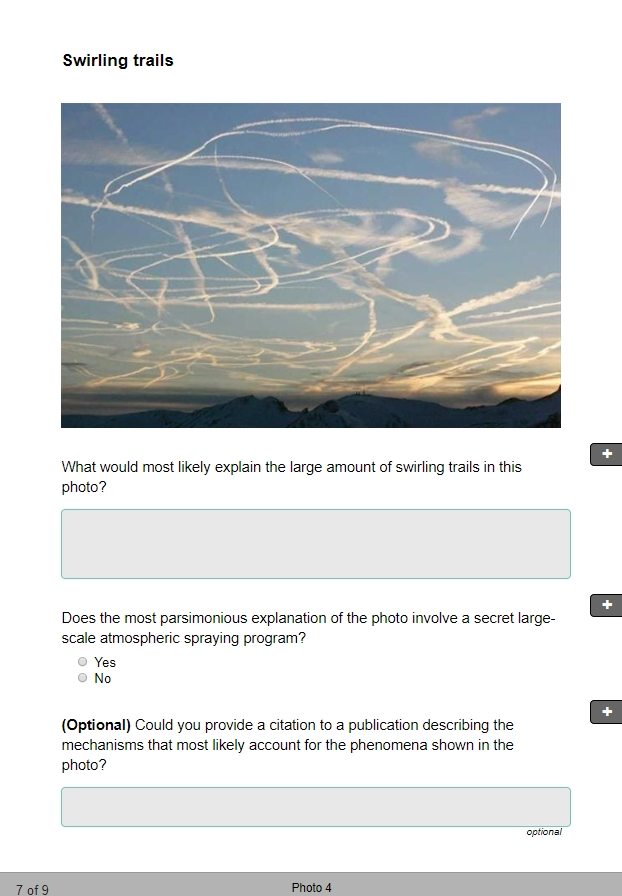 Swirling trails
What would most likely explain the large amount of swirling trails in this
photo?
Does the most parsimonious explanation of the photo involve a secret large-
scale atmospheric spraying program?
Yes
No
(Optional) Could you provide a citation to a publication describing the
mechanisms that most likely account for the phenomena shown in the
photo?
optional
7 of 9
Photo 4